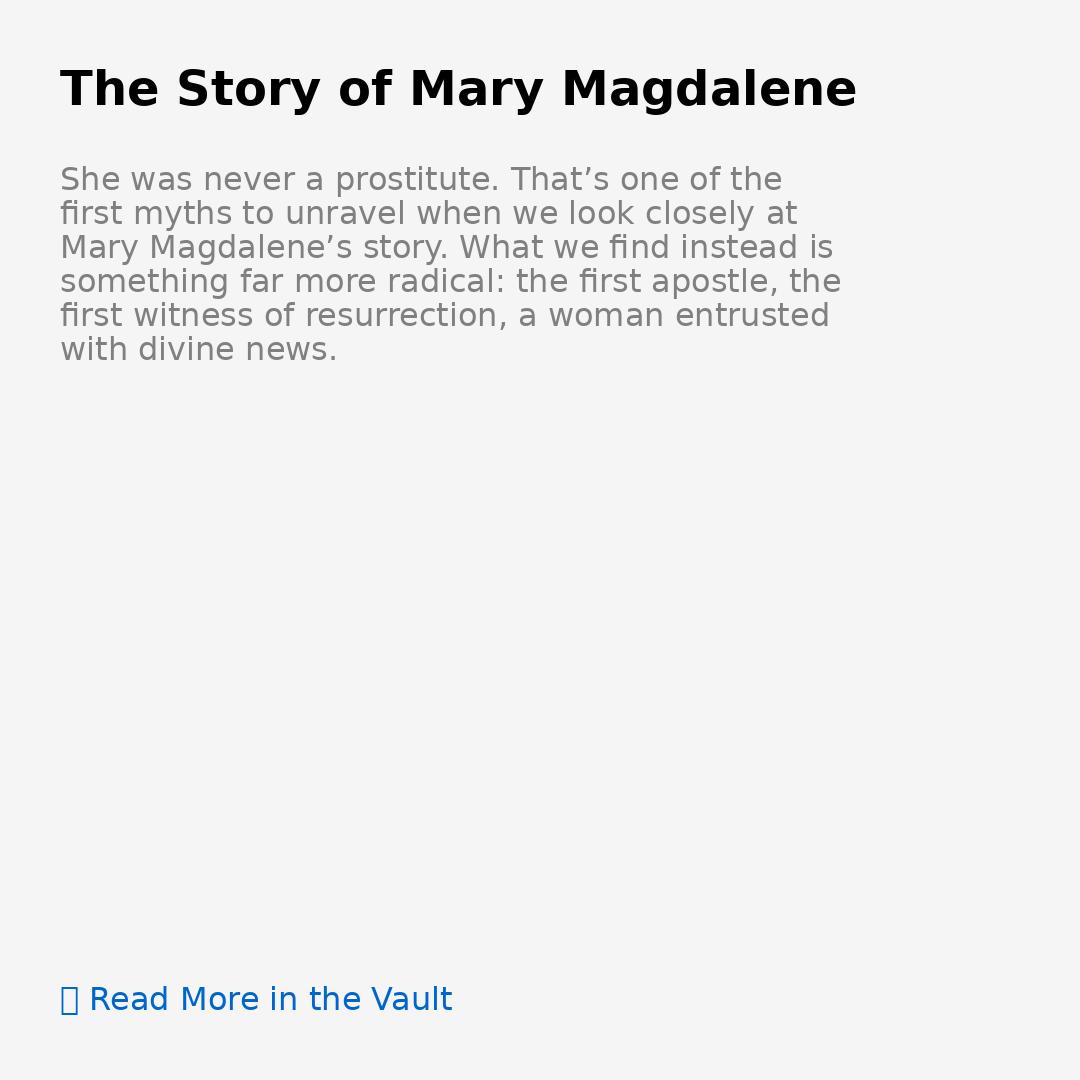 The Story of Mary Magdalene
She was never a prostitute. That’s one of the
first myths to unravel when we look closely at
Mary Magdalene’s story. What we find instead is
something far more radical: the first apostle, the
first witness of resurrection, a woman entrusted
with divine news.
Read More in the Vault